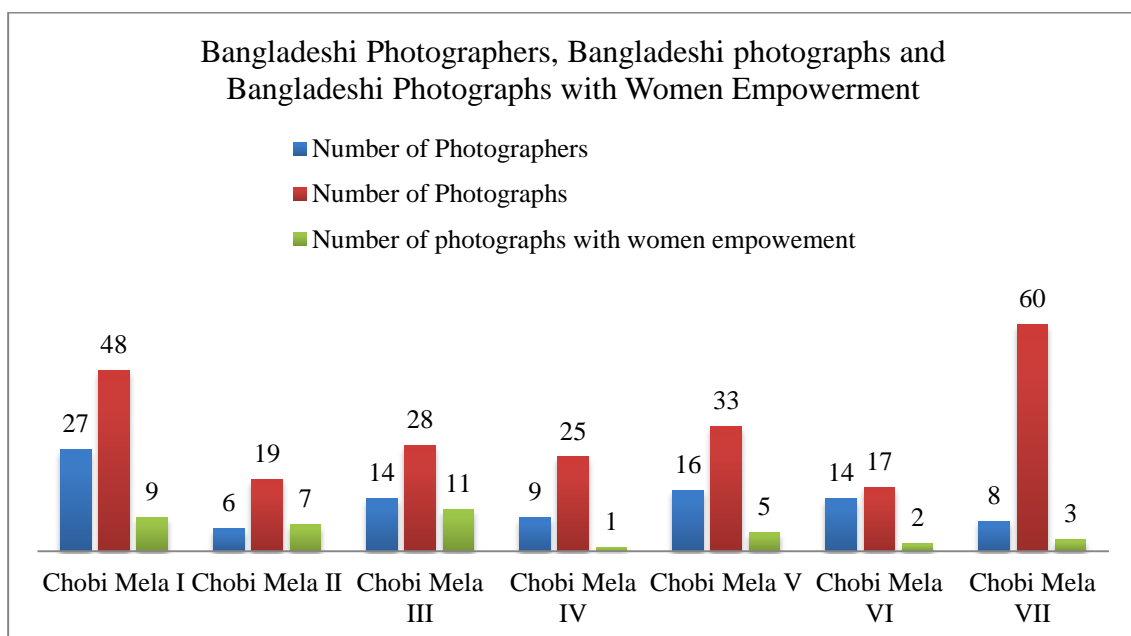 Bangladeshi Photographers, Bangladeshi photographs and
Bangladeshi Photographs with Women Empowerment
Number of Photographers
Number of Photographs
Number of photographs with women empowement
27 48 9
6 19 7
14 28 11
9 25 1
16 33 5
14 17 2
8 60 3
Chobi Mela I
Chobi Mela II
Chobi Mela
III
Chobi Mela
IV
Chobi Mela V
Chobi Mela
VI
Chobi Mela
VII